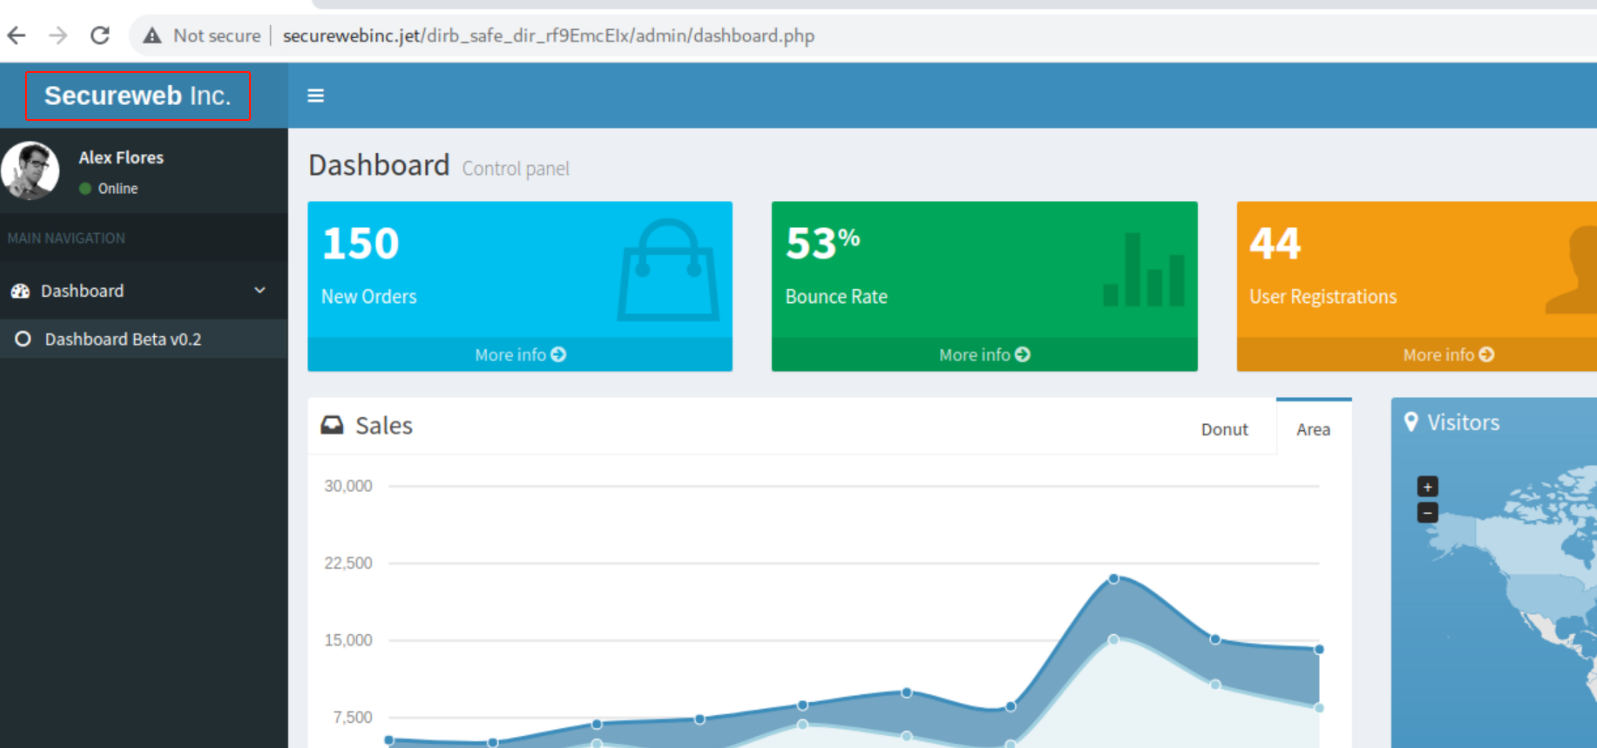 Not secure securewebinc.jet/dirb_safe_dir_rf9EmcEIx/admin/dashboard.php
Secureweb Inc.
Alex Flores
Online
MAIN NAVIGATION
Dashboard
Dashboard Beta v0.2
Dashboard Control panel
150
New Orders
More info
53%
Bounce Rate
More info
44
User Registrations
More info
Sales
Donut Area
30,000
22,500
15,000
7,500
Visitors
+
−